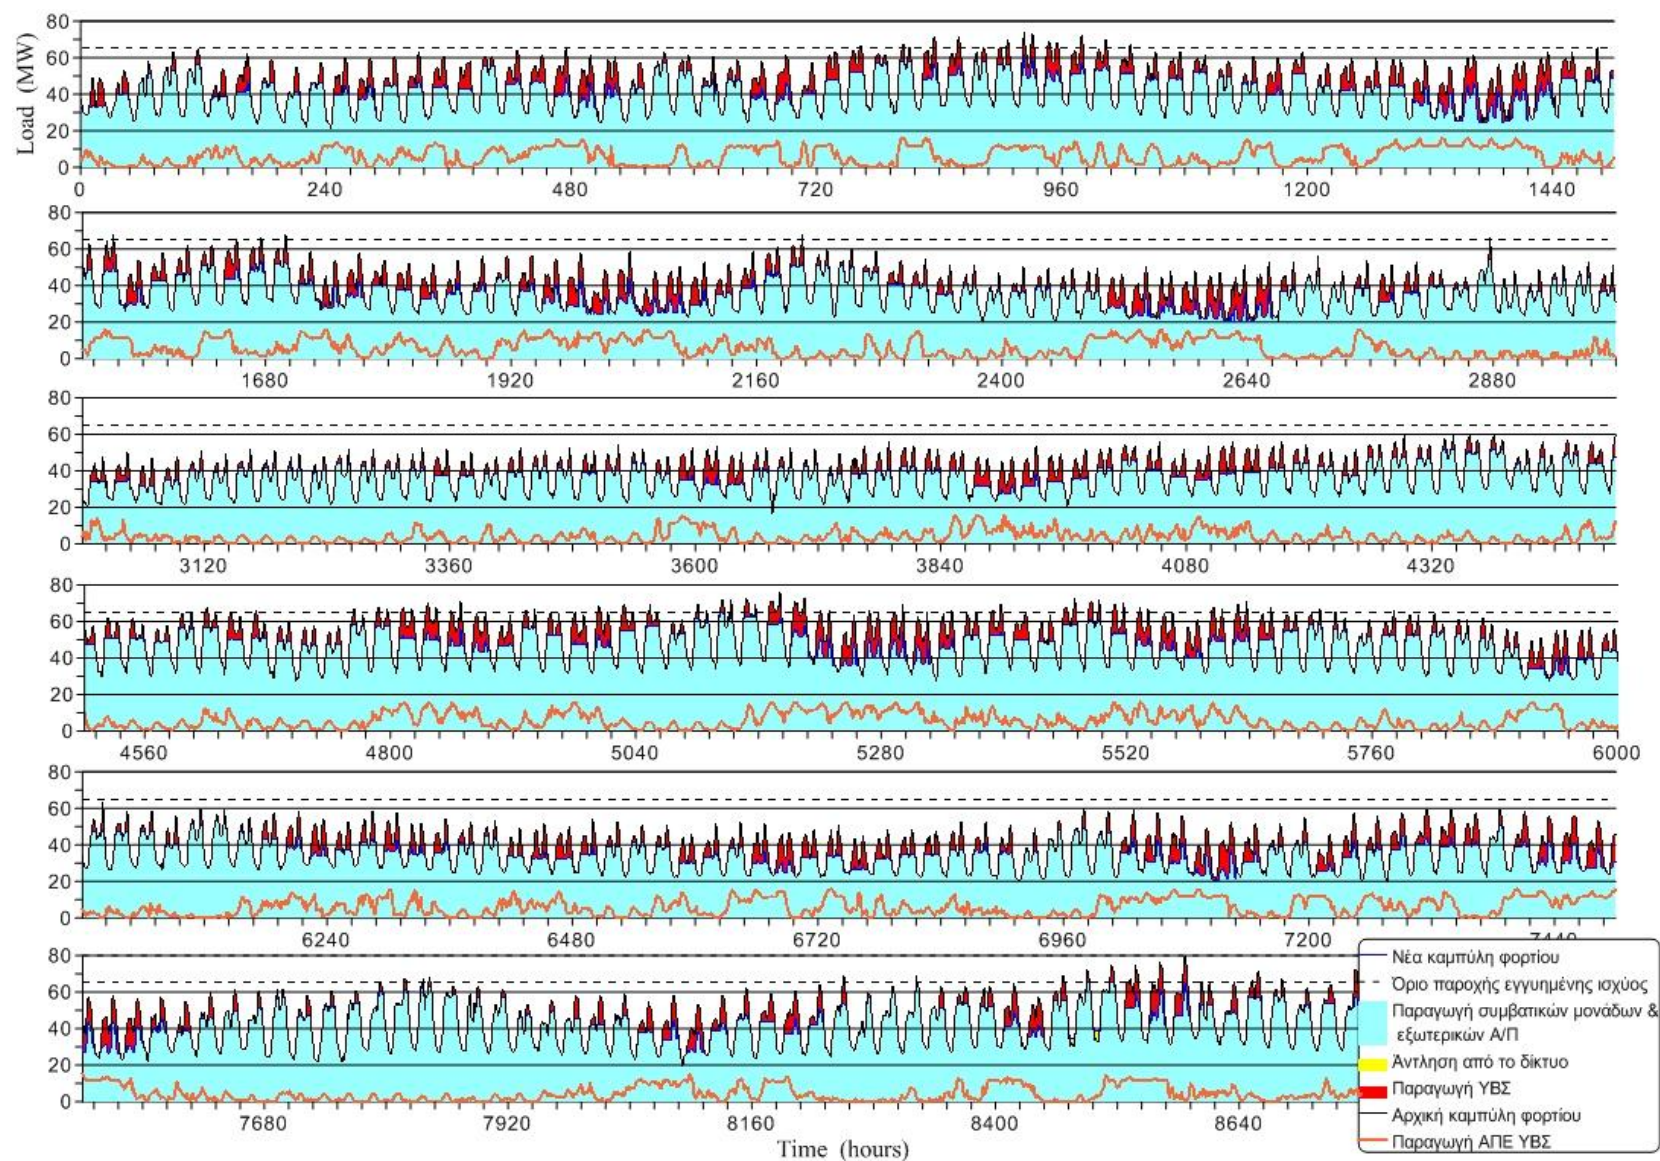 Load (MW)
80
60
40
20
0
0 240 480 720 960 1200 1440
80
60
40
20
0
1680 1920 2160 2400 2640 2880
80
60
40
20
0
3120 3360 3600 3840 4080 4320
80
60
40
20
0
4560 4800 5040 5280 5520 5760 6000
80
60
40
20
0
6240 6480 6720 6960 7200 7440
80
60
40
20
0
7680 7920 8160 8400 8640
Time (hours)
Νέα καμπύλη φορτίου
Όριο παροχής εγγυημένης ισχύος
Παραγωγή συμβατικών μονάδων &
εξωτερικών Α/Π
Άντληση από το δίκτυο
Παραγωγή ΥΒΣ
Αρχική καμπύλη φορτίου
Παραγωγή ΑΠΕ ΥΒΣ